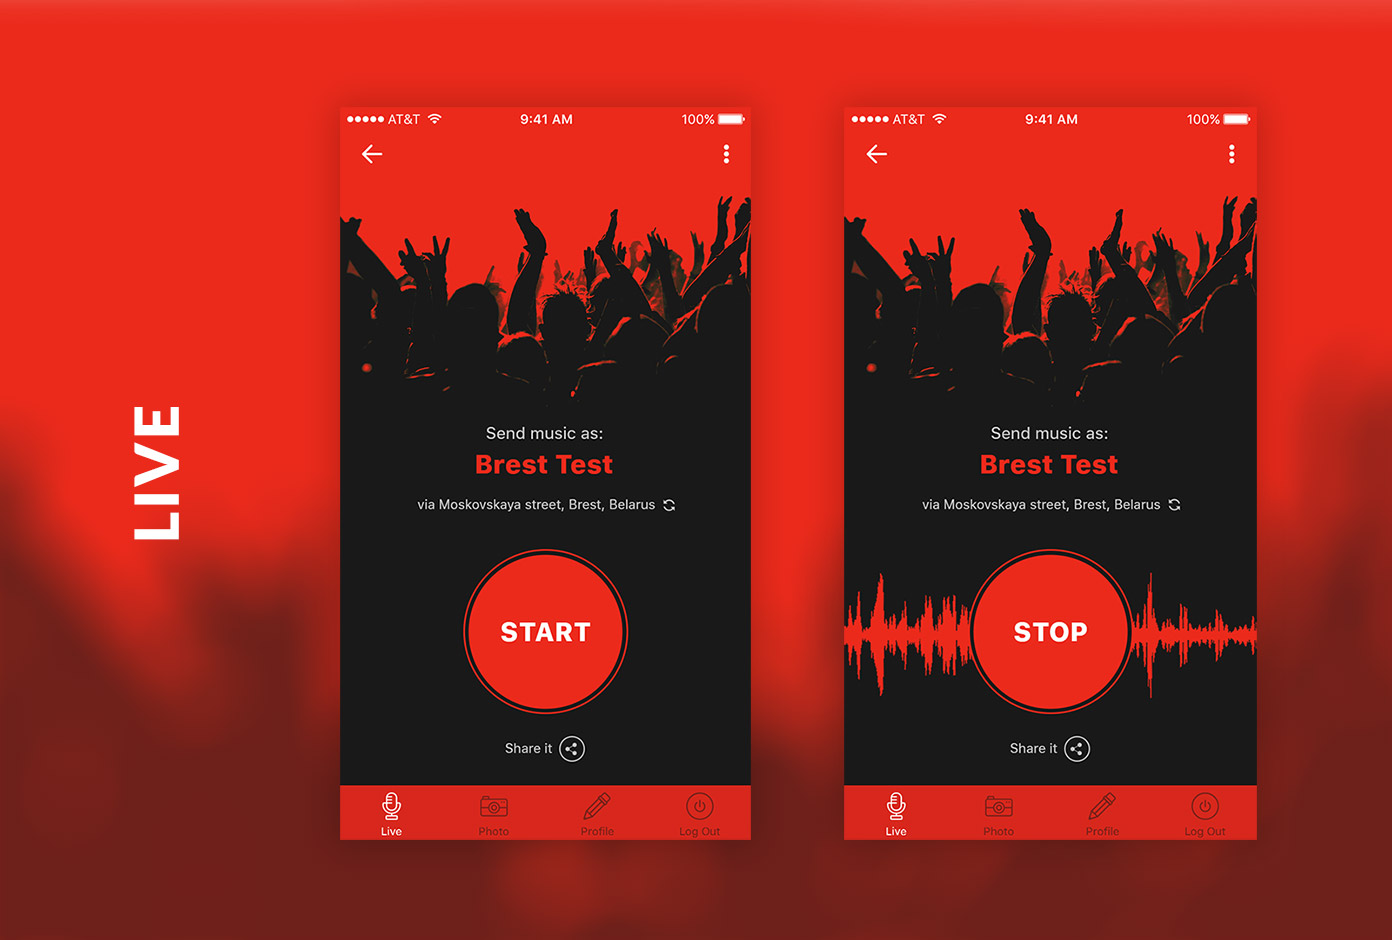 LIVE
AT&T 9:41 AM 100%
Send music as:
Brest Test
via Moskovskaya street, Brest, Belarus
START
Share it
Live Photo Profile Log Out
AT&T 9:41 AM 100%
Send music as:
Brest Test
via Moskovskaya street, Brest, Belarus
STOP
Share it
Live Photo Profile Log Out